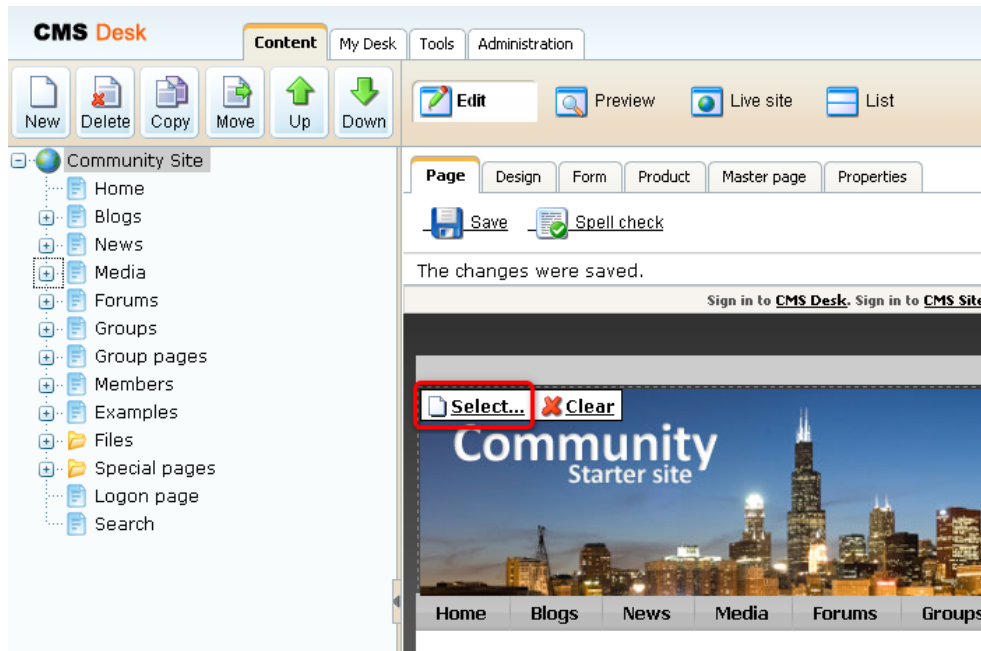 CMS Desk
Content My Desk Tools Administration
New Delete Copy Move Up Down
Edit Preview Live site List
Community Site
Home
Blogs
News
Media
Forums
Groups
Group pages
Members
Examples
Files
Special pages
Logon page
Search
Page Design Form Product Master page Properties
Save Spell check
The changes were saved.
Sign in to CMS Desk. Sign in to CMS Site
Select... Clear
Community
Starter site
Home Blogs News Media Forums Groups